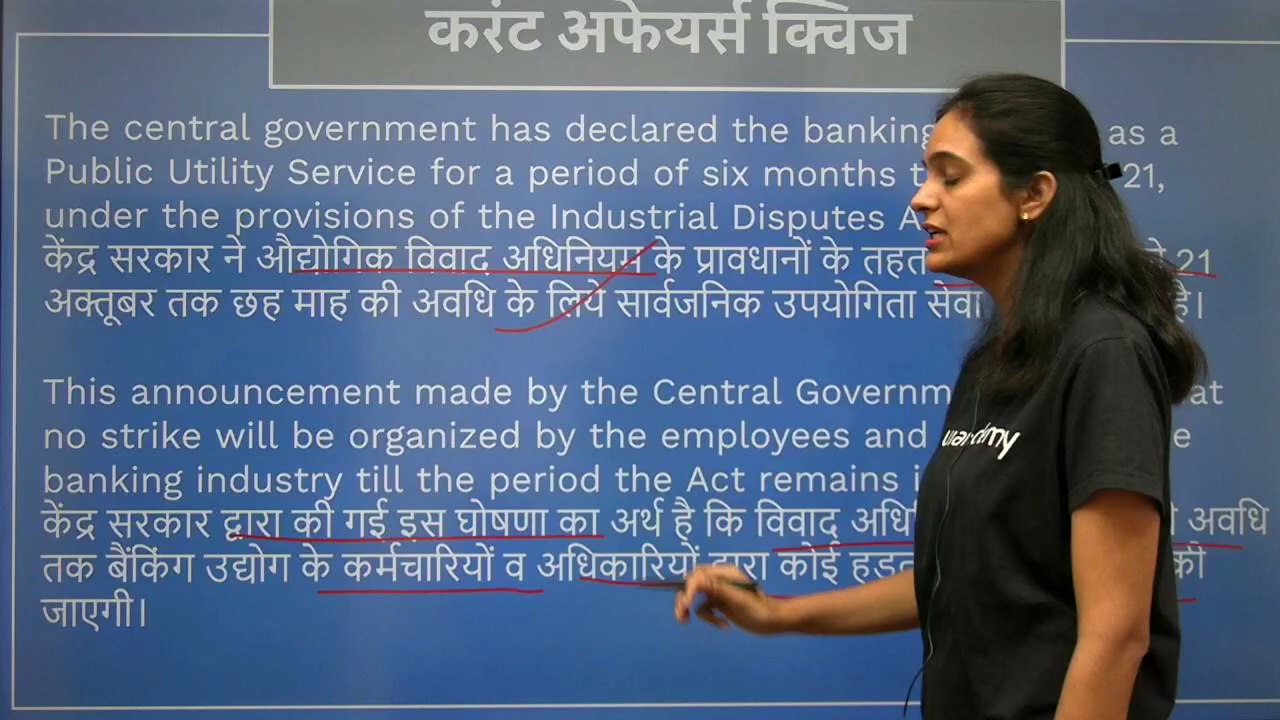 करंट अफेयर्स क्विज
The central government has declared the banking as a
Public Utility Service for a period of six months 21,
under the provisions of the Industrial Disputes
केंद्र सरकार ने औद्योगिक विवाद अधिनियम के प्रावधानों के तहत 21
अक्तूबर तक छह माह की अवधि के लिये सार्वजनिक उपयोगिता सेवा है।
This announcement made by the Central
no strike will be organized by the employees and
banking industry till the period the Act remains
केंद्र सरकार द्वारा की गई इस घोषणा का अर्थ है कि विवाद अवधि
तक बैंकिंग उद्योग के कर्मचारियों व अधिकारियों द्वारा कोई की
जाएगी।